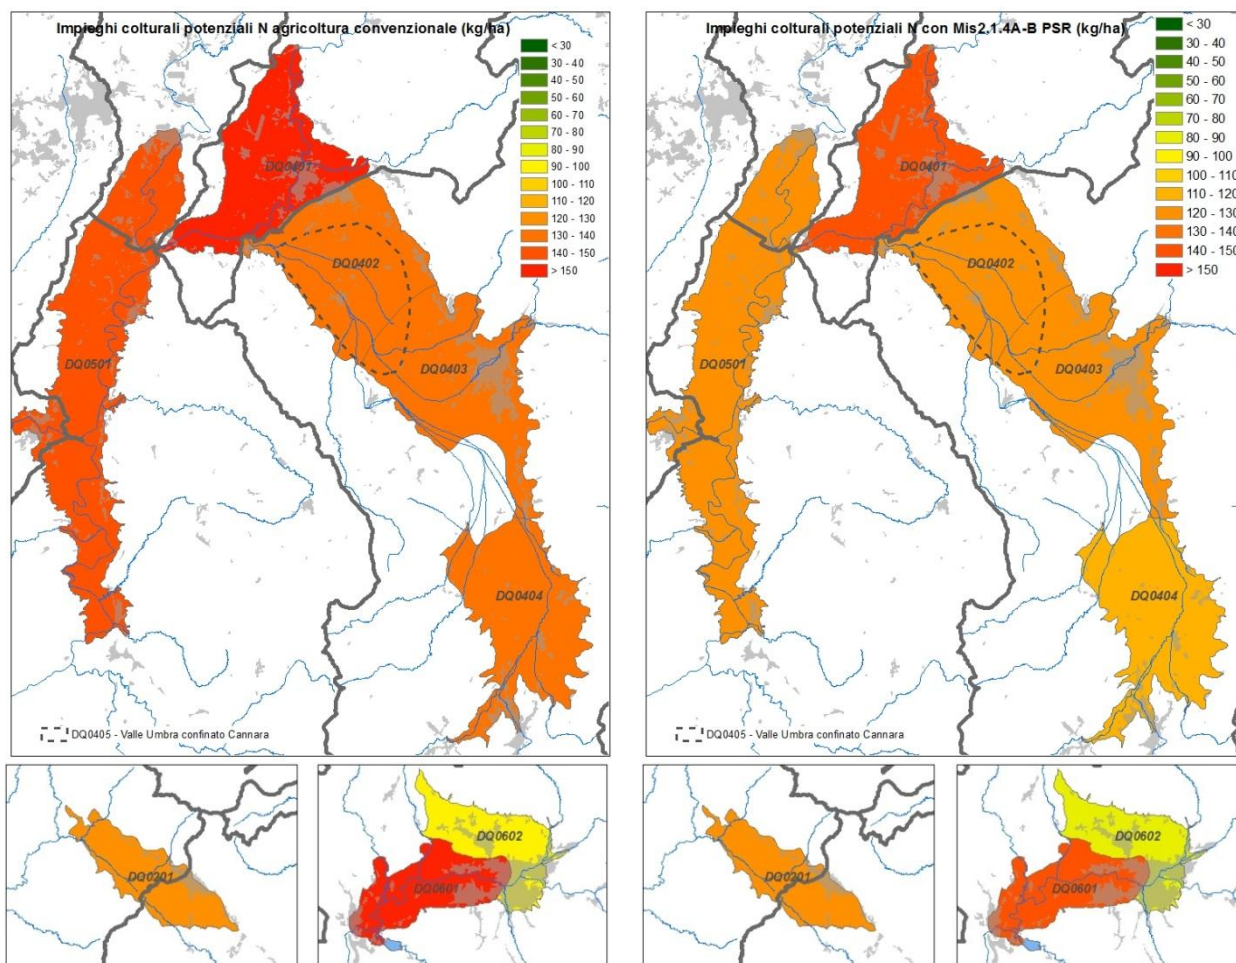 Impieghi colturali potenziali N agricoltura convenzionale (kg/ha)
< 30
30 - 40
40 - 50
50 - 60
60 - 70
70 - 80
80 - 90
90 - 100
100 - 110
110 - 120
120 - 130
130 - 140
140 - 150
> 150
DQ0401
DQ0402
DQ0501
DQ0403
DQ0404
DQ0405 - Valle Umbra confinato Cannara
DQ0201
DQ0602
DQ0601
Impieghi colturali potenziali N con Mis2.1.4A-B PSR (kg/ha)
< 30
30 - 40
40 - 50
50 - 60
60 - 70
70 - 80
80 - 90
90 - 100
100 - 110
110 - 120
120 - 130
130 - 140
140 - 150
> 150
DQ0401
DQ0402
DQ0501
DQ0403
DQ0404
DQ0405 - Valle Umbra confinato Cannara
DQ0201
DQ0602
DQ0601